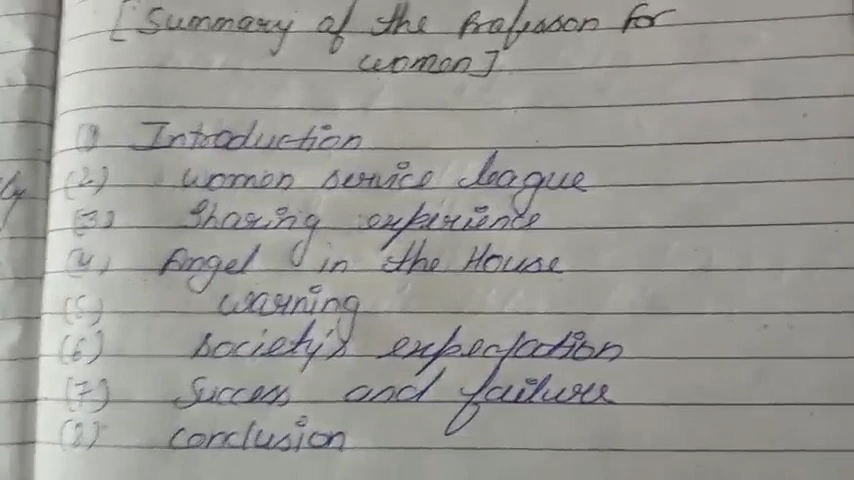 [Summary of the Profession for
women]
(1) Introduction
(2) women service league
(3) Sharing experience
(4) Angel in the House
(5) warning
(6) society's expectation
(7) Success and failure
(8) conclusion